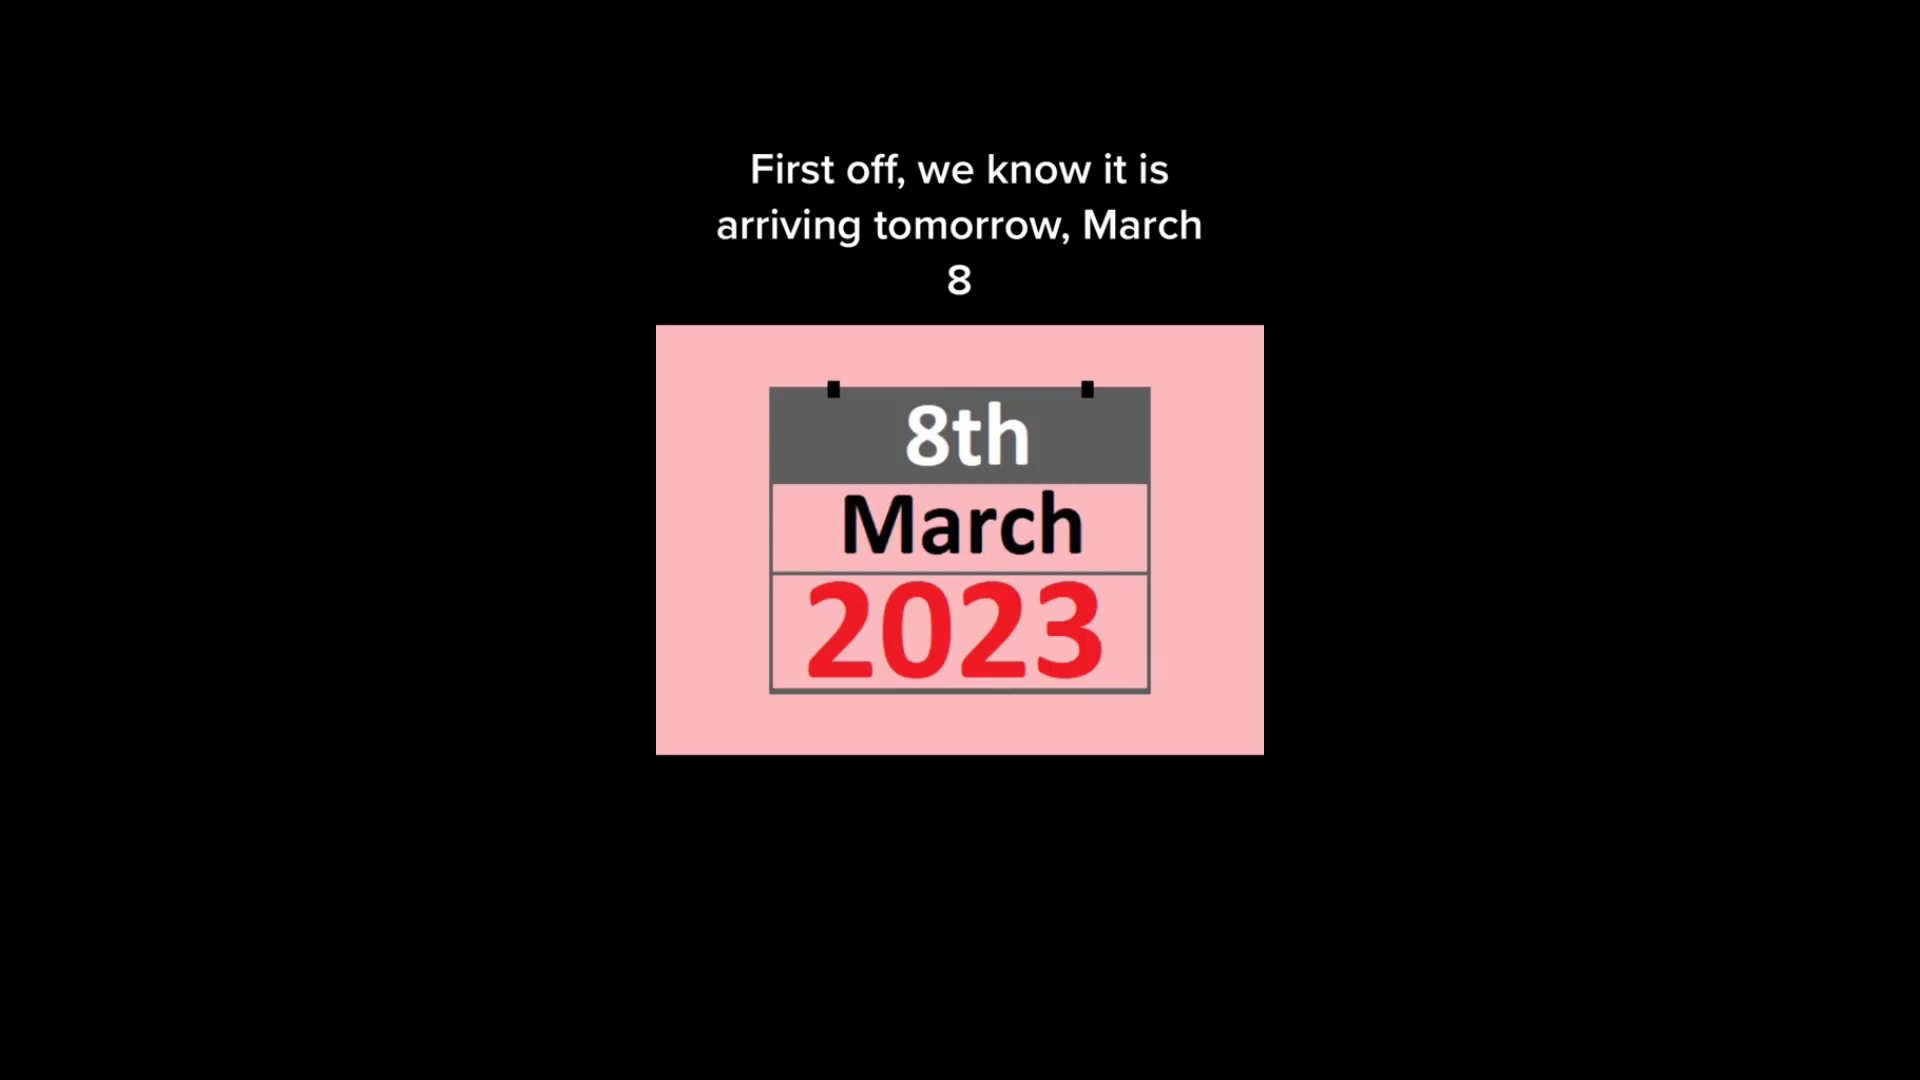 First off, we know it is
arriving tomorrow, March
8
8th
March
2023